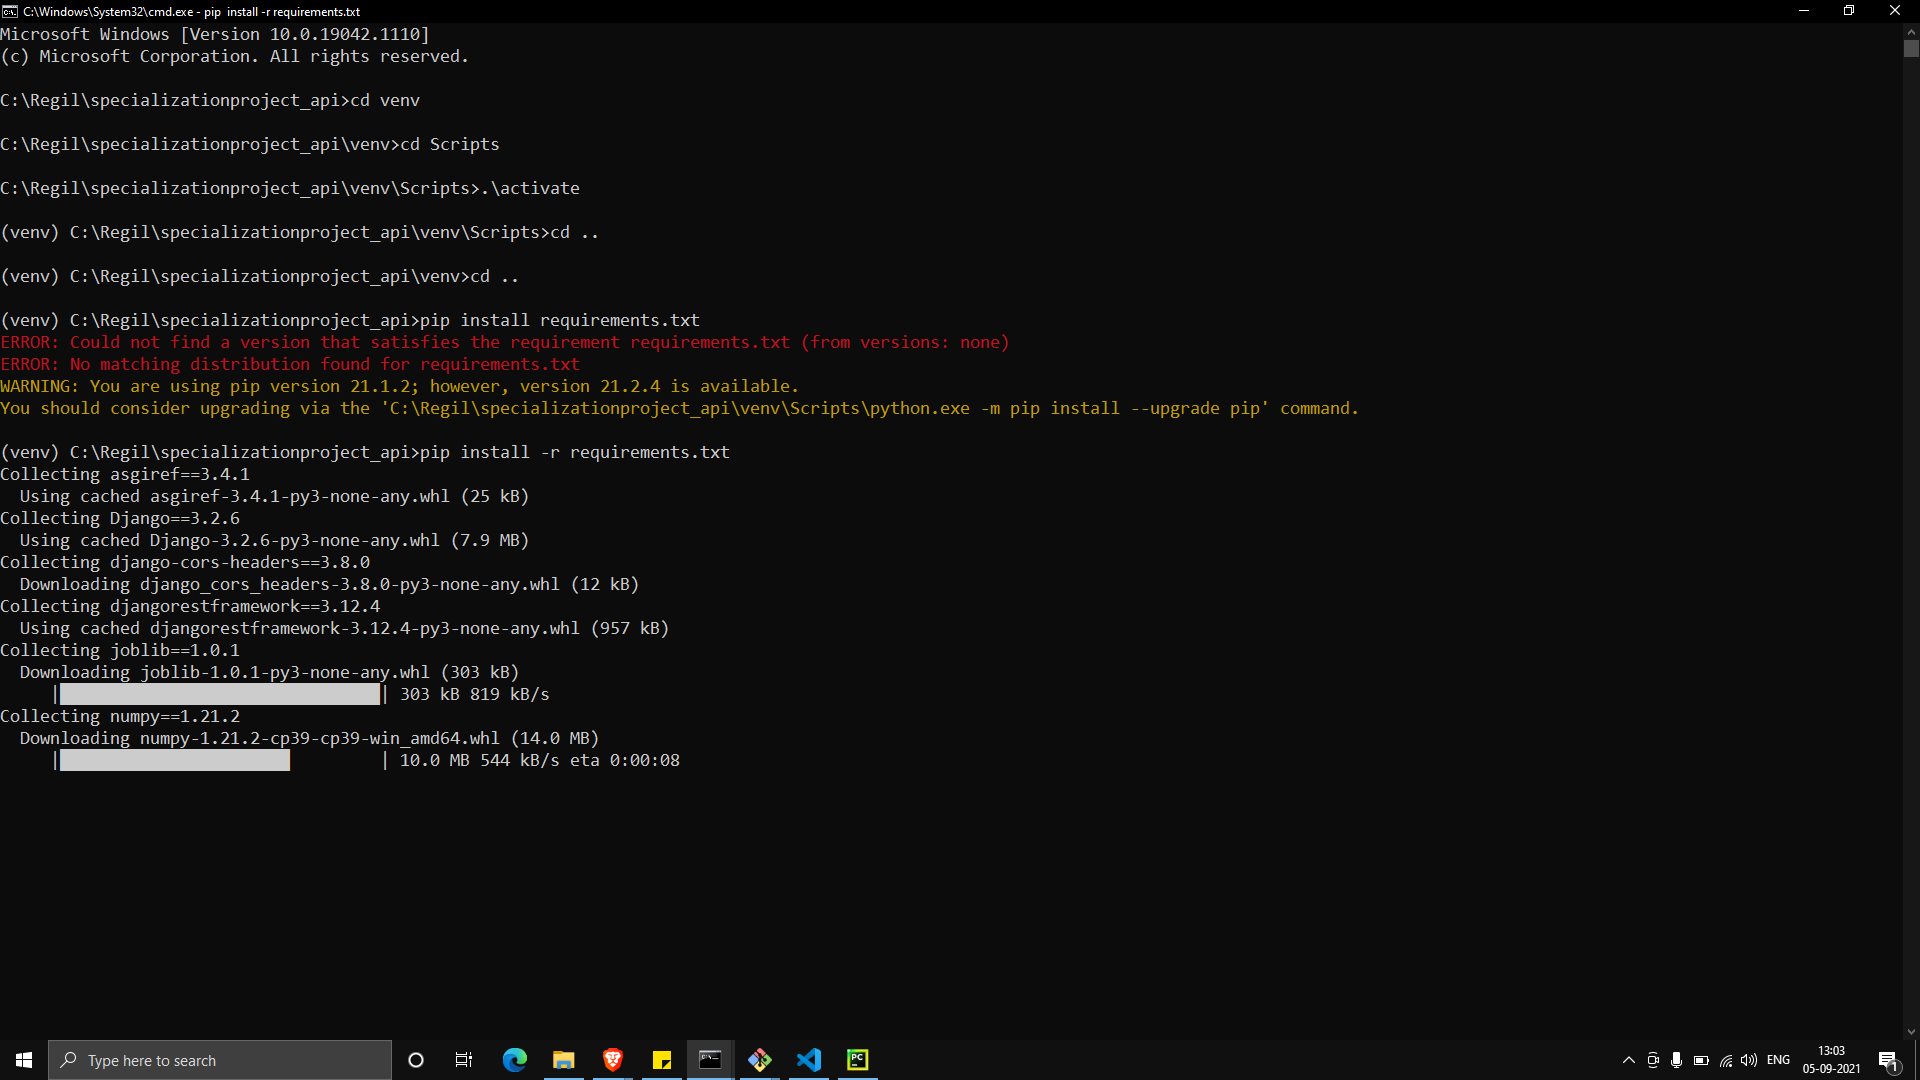 C:\Windows\System32\cmd.exe - pip  install -r requirements.txt
Microsoft Windows [Version 10.0.19042.1110]
(c) Microsoft Corporation. All rights reserved.
C:\Regil\specializationproject_api>cd venv
C:\Regil\specializationproject_api\venv>cd Scripts
C:\Regil\specializationproject_api\venv\Scripts>.\activate
(venv) C:\Regil\specializationproject_api\venv\Scripts>cd ..
(venv) C:\Regil\specializationproject_api\venv>cd ..
(venv) C:\Regil\specializationproject_api>pip install requirements.txt
ERROR: Could not find a version that satisfies the requirement requirements.txt (from versions: none)
ERROR: No matching distribution found for requirements.txt
WARNING: You are using pip version 21.1.2; however, version 21.2.4 is available.
You should consider upgrading via the 'C:\Regil\specializationproject_api\venv\Scripts\python.exe -m pip install --upgrade pip' command.
(venv) C:\Regil\specializationproject_api>pip install -r requirements.txt
Collecting asgiref==3.4.1
  Using cached asgiref-3.4.1-py3-none-any.whl (25 kB)
Collecting Django==3.2.6
  Using cached Django-3.2.6-py3-none-any.whl (7.9 MB)
Collecting django-cors-headers==3.8.0
  Downloading django_cors_headers-3.8.0-py3-none-any.whl (12 kB)
Collecting djangorestframework==3.12.4
  Using cached djangorestframework-3.12.4-py3-none-any.whl (957 kB)
Collecting joblib==1.0.1
  Downloading joblib-1.0.1-py3-none-any.whl (303 kB)
     |████████████████████████████████| 303 kB 819 kB/s
Collecting numpy==1.21.2
  Downloading numpy-1.21.2-cp39-cp39-win_amd64.whl (14.0 MB)
     |███████████████████████         | 10.0 MB 544 kB/s eta 0:00:08
Type here to search
PC
ENG
13:03
05-09-2021
1